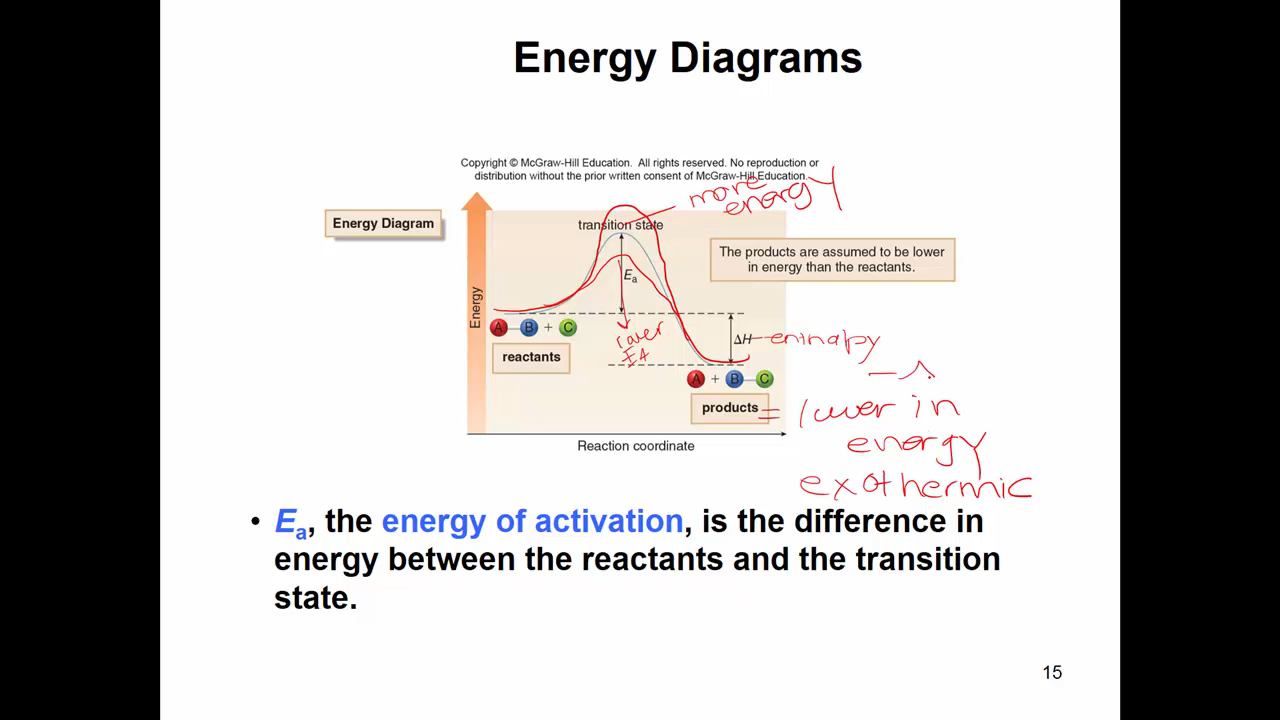 Energy Diagrams
Copyright © McGraw-Hill Education. All rights reserved. No reproduction or
distribution without the prior written consent of McGraw-Hill Education.
more
energy
Energy Diagram
transition state
The products are assumed to be lower
in energy than the reactants.
Ea
Energy
A B + C
reactants
lower
EA
ΔH
enthalpy
A + B C
products
= lower in
energy
exothermic
Reaction coordinate
• Ea, the energy of activation, is the difference in
energy between the reactants and the transition
state.
15